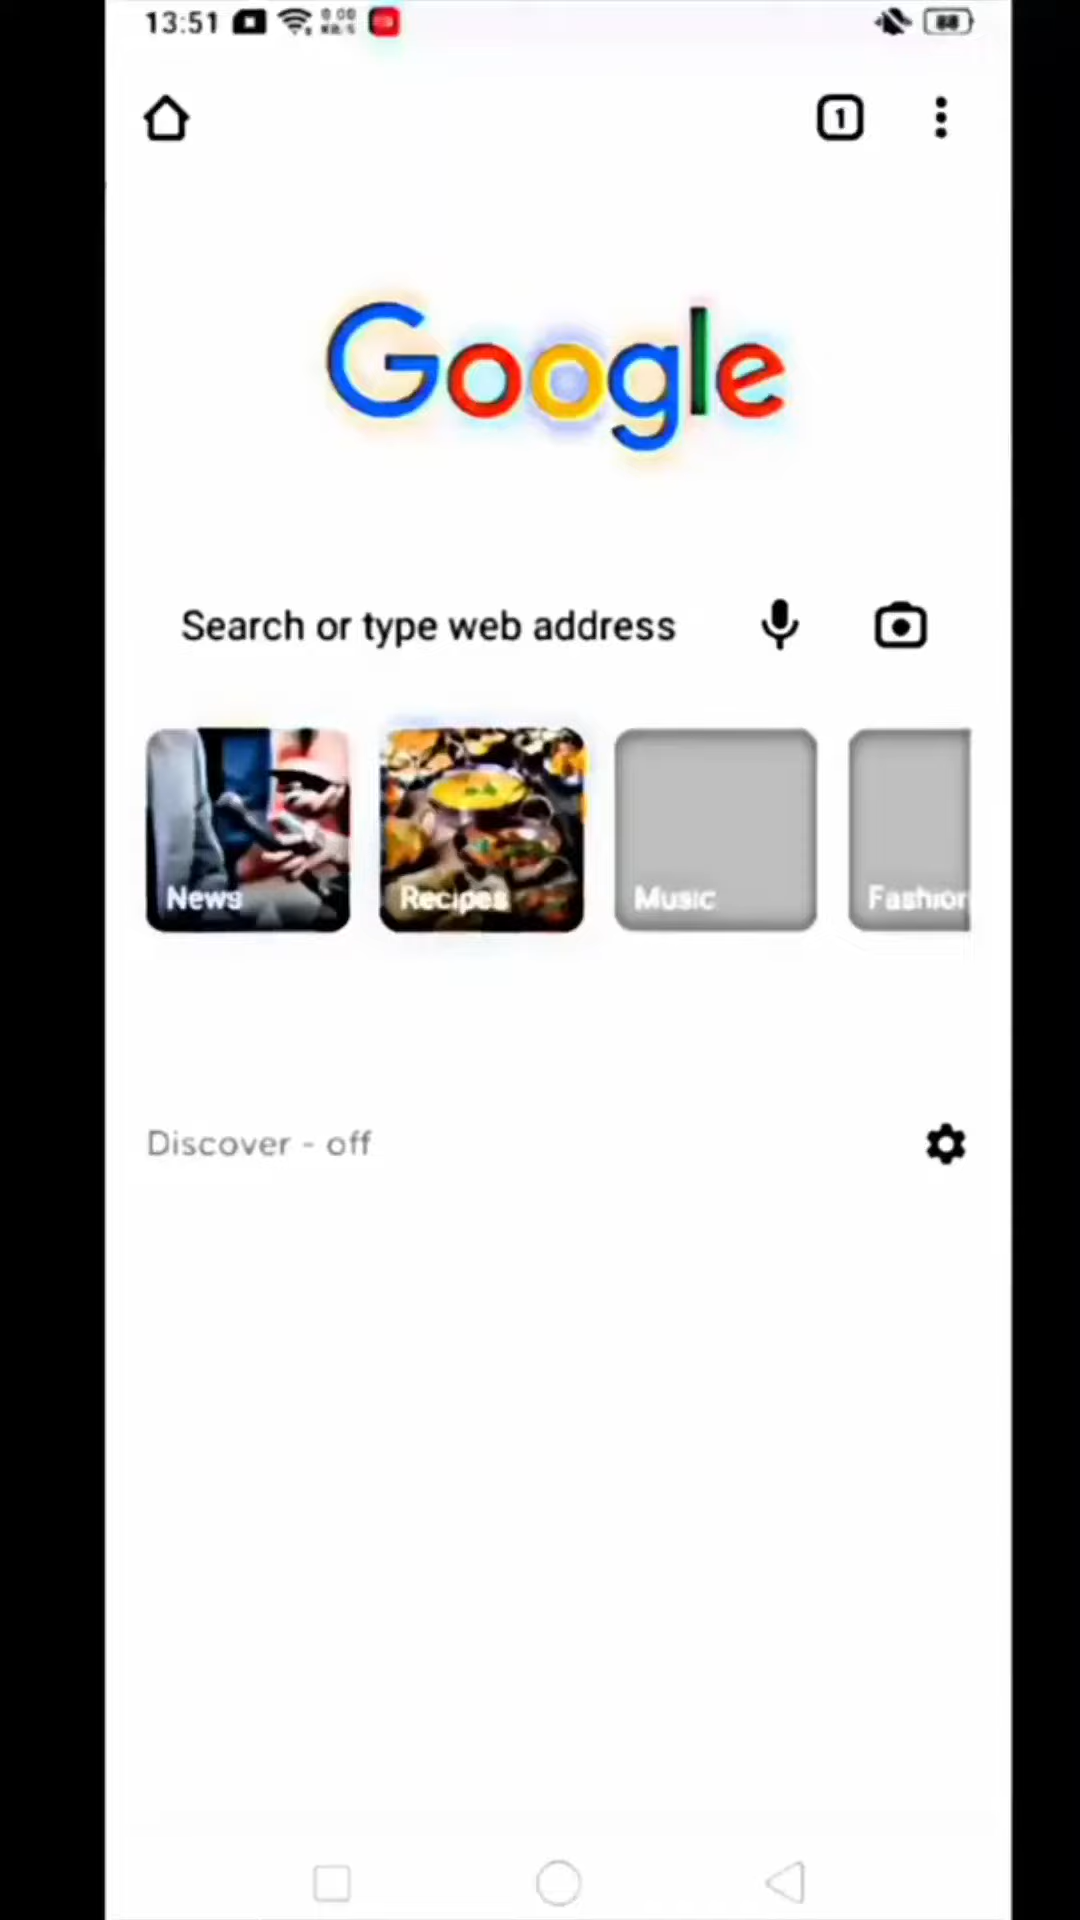 13:51
1
Google
Search or type web address
News
Recipes
Music
Fashion
Discover - off